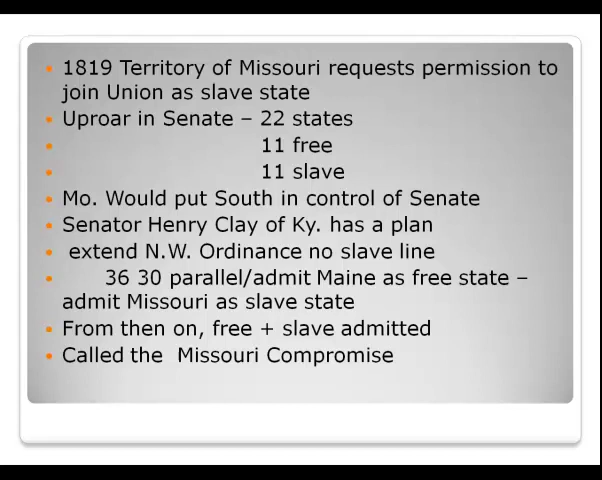 1819 Territory of Missouri requests permission to
join Union as slave state
Uproar in Senate – 22 states
11 free
11 slave
Mo. Would put South in control of Senate
Senator Henry Clay of Ky. has a plan
extend N.W. Ordinance no slave line
36 30 parallel/admit Maine as free state –
admit Missouri as slave state
From then on, free + slave admitted
Called the Missouri Compromise